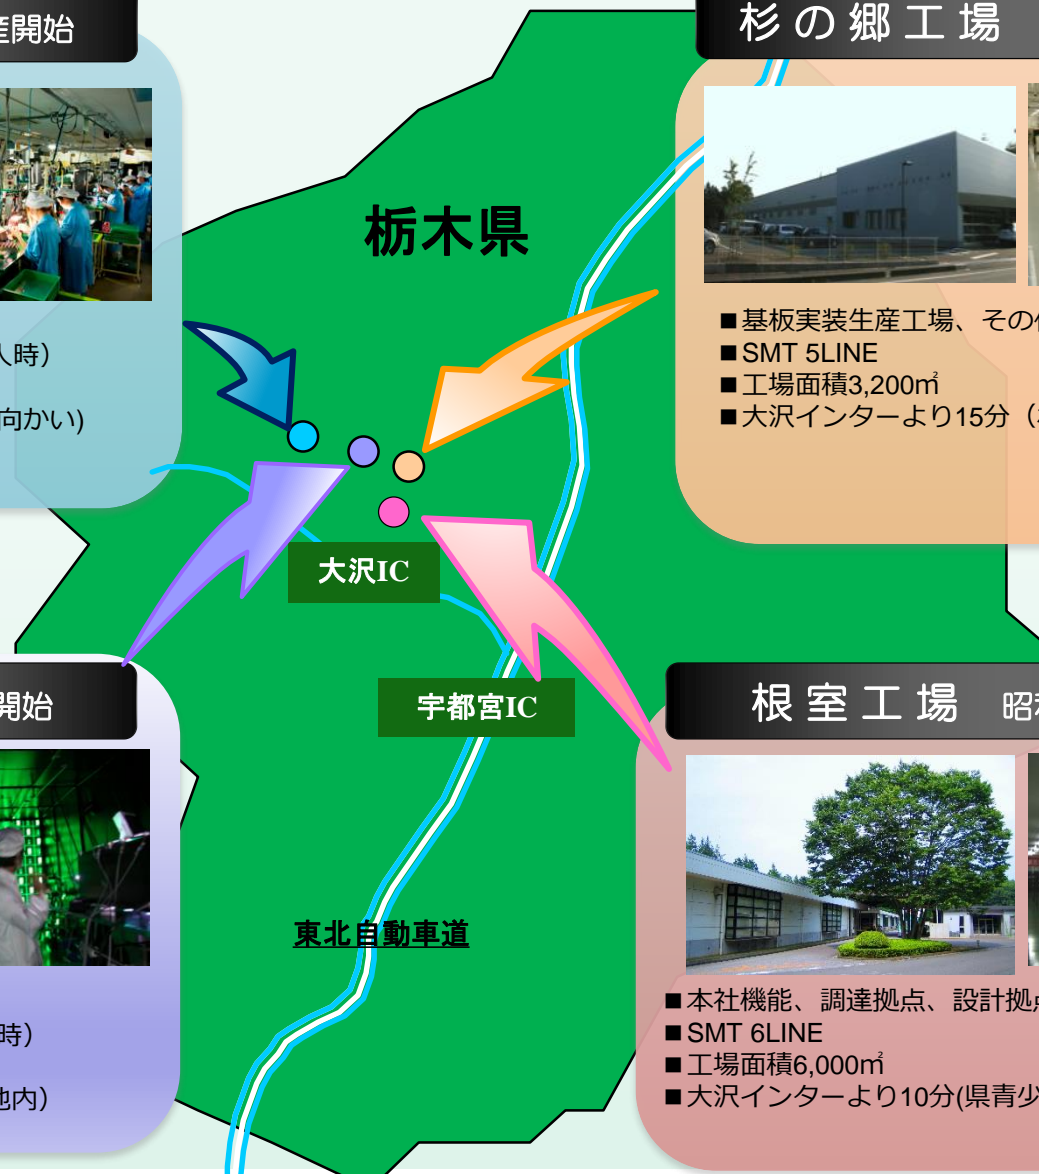 産開始
人時）
向かい)
杉の郷工場
■基板実装生産工場、その
■SMT 5LINE
■工場面積3,200㎡
■大沢インターより15分（
栃木県
大沢IC
宇都宮IC
東北自動車道
開始
時）
地内）
根室工場 昭
■本社機能、調達拠点、設計拠
■SMT 6LINE
■工場面積6,000㎡
■大沢インターより10分(県青少